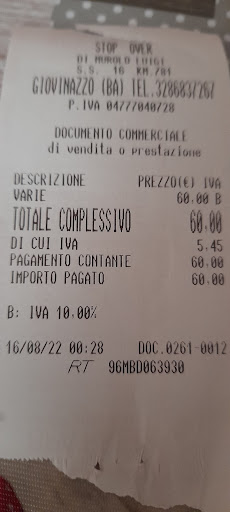 STOP OVER
DI MUROLO LUIGI
S.S. 16 KM.784
GIOVINAZZO (BA) TEL.3286837267
P.IVA 04777040728
DOCUMENTO COMMERCIALE
di vendita o prestazione
DESCRIZIONE PREZZO(€) IVA
VARIE 60.00 B
TOTALE COMPLESSIVO 60.00
DI CUI IVA 5.45
PAGAMENTO CONTANTE 60.00
IMPORTO PAGATO 60.00
B: IVA 10.00%
16/08/22 00:28 DOC.0261-0012
RT 96MBD063930